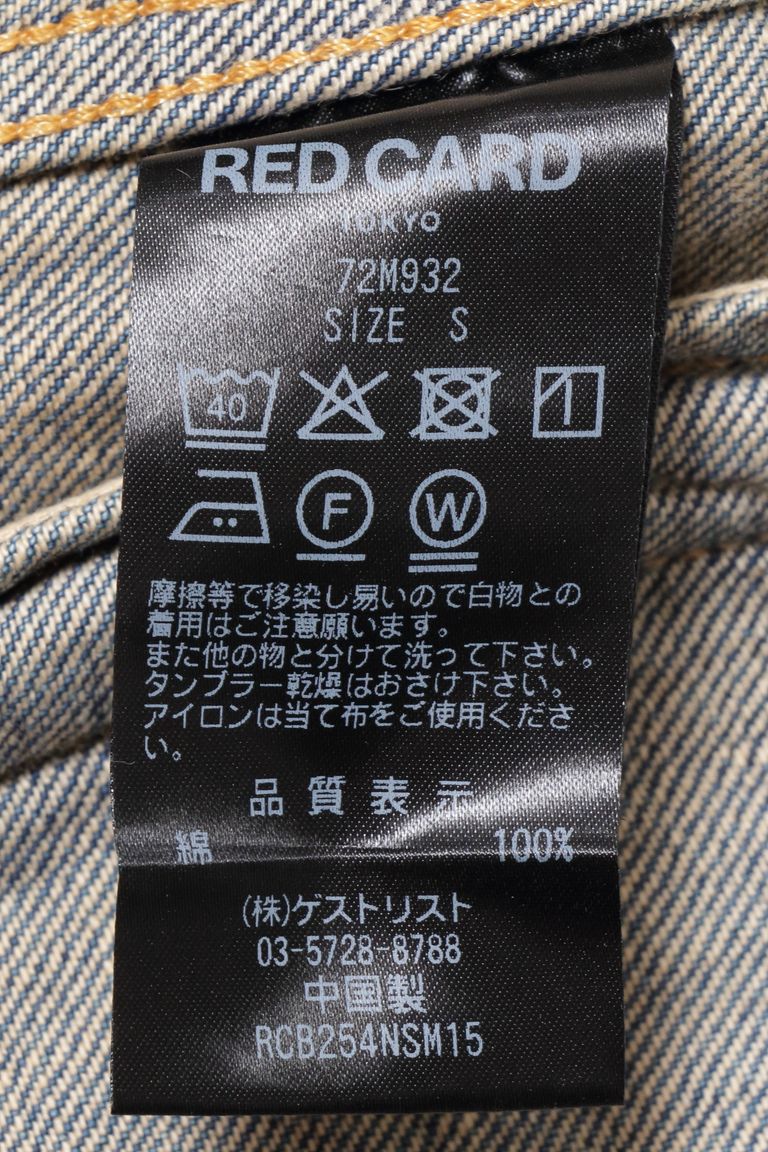 RED CARD
TOKYO
72M932
SIZE S
40
F
W
摩擦等で移染し易いので白物との
着用はご注意願います。
また他の物と分けて洗って下さい。
タンブラー乾燥はおさけ下さい。
アイロンは当て布をご使用くださ
い。
品質表示
綿 100%
(株)ゲストリスト
03-5728-8788
中国製
RCB254NSM15